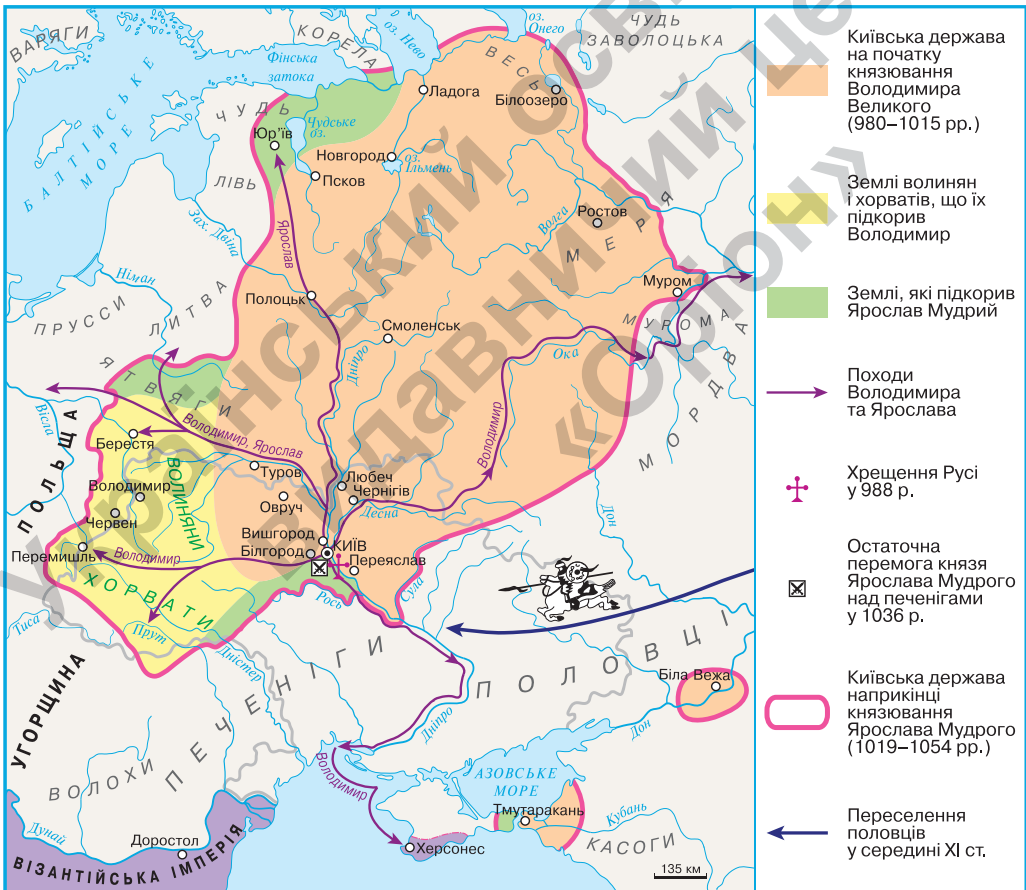 ВАРЯГИ
БАЛТІЙСЬКЕ
МОРЕ
Фінська
затока
КОРЕЛА
оз. Нево
оз.
Онего
ЧУДЬ
ЗАВОЛОЦЬКА
ВЕСЬ
Ладога
Білоозеро
ЧУДЬ
Чудське
оз.
Юр’їв
Новгород
оз.
Ільмень
Псков
ЛІВЬ
Зах. Двіна
Ярослав
Волга
Ростов
МЕРЯ
Німан
Полоцьк
Муром
МУРОМА
ПРУССИ
ЛИТВА
Смоленськ
Дніпро
Ока
МОРДВА
ЯТВЯГИ
Вісла
ПОЛЬЩА
Берестя
Володимир, Ярослав
Володимир
Володимир
ВОЛИНЯНИ
Туров
Любеч
Чернігів
Овруч
Десна
Дон
Червен
Вишгород
КИЇВ
Білгород
Переяслав
Перемишль
Володимир
ХОРВАТИ
Рось
Сула
Тиса
Прут
Дністер
УГОРЩИНА
ПЕЧЕНІГИ
ПОЛОВЦІ
Біла Вежа
Дніпро
Дон
ВОЛОХИ
Володимир
АЗОВСЬКЕ
МОРЕ
Тмутаракань
Кубань
КАСОГИ
Дунай
Доростол
Херсонес
ВІЗАНТІЙСЬКА ІМПЕРІЯ
135 км
Київська держава
на початку
князювання
Володимира
Великого
(980–1015 рр.)
Землі волинян
і хорватів, що їх
підкорив
Володимир
Землі, які підкорив
Ярослав Мудрий
Походи
Володимира
та Ярослава
Хрещення Русі
у 988 р.
Остаточна
перемога князя
Ярослава Мудрого
над печенігами
у 1036 р.
Київська держава
наприкінці
князювання
Ярослава Мудрого
(1019–1054 рр.)
Переселення
половців
у середині XI ст.
Український осв
видавничий це
«Оріон»